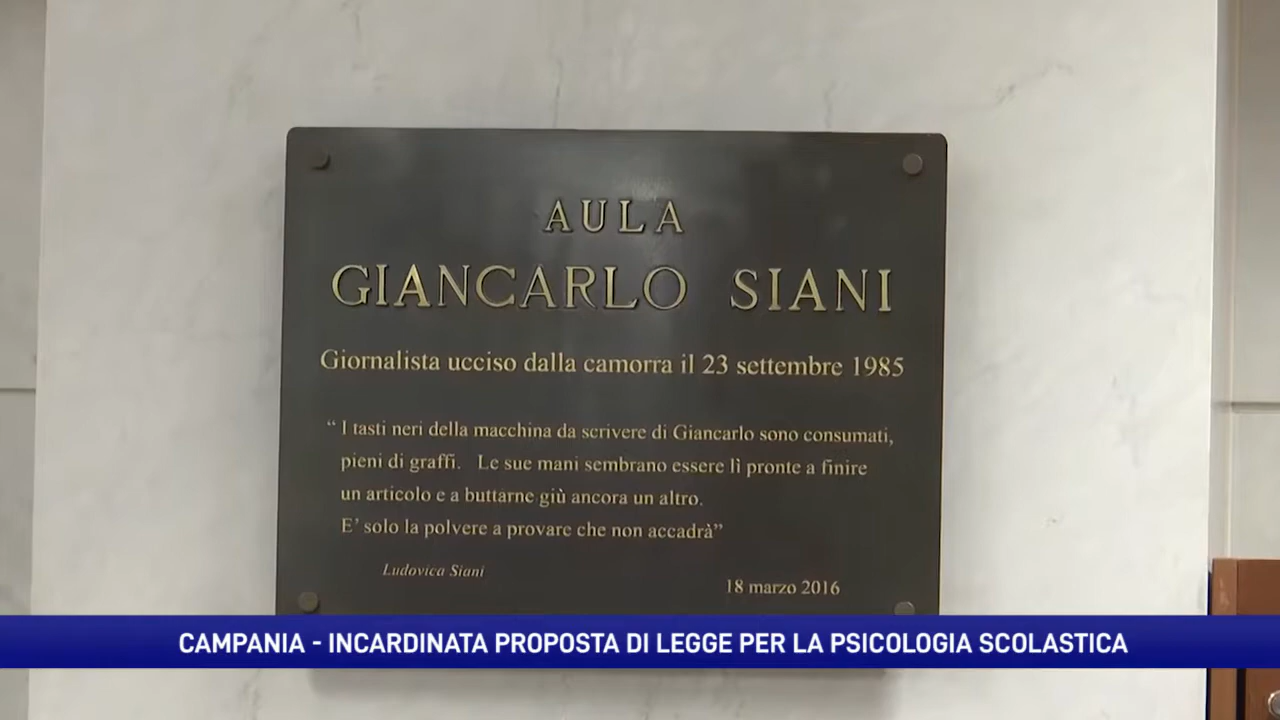 AULA
GIANCARLO SIANI
Giornalista ucciso dalla camorra il 23 settembre 1985
“ I tasti neri della macchina da scrivere di Giancarlo sono consumati,
pieni di graffi. Le sue mani sembrano essere lì pronte a finire
un articolo e a buttarne giù ancora un altro.
E’ solo la polvere a provare che non accadrà”
Ludovica Siani
18 marzo 2016
CAMPANIA - INCARDINATA PROPOSTA DI LEGGE PER LA PSICOLOGIA SCOLASTICA